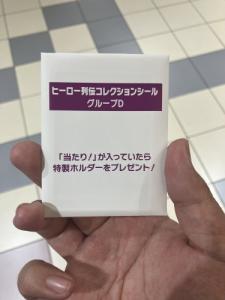 ヒーロー列伝コレクションシール
グループD
「当たり!」が入っていたら
特製ホルダーをプレゼント!